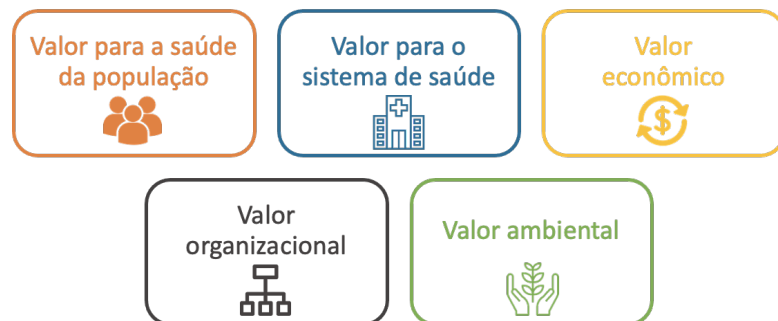 Valor para a saúde
da população
Valor para o
sistema de saúde
Valor
econômico
$
Valor
organizacional
Valor ambiental